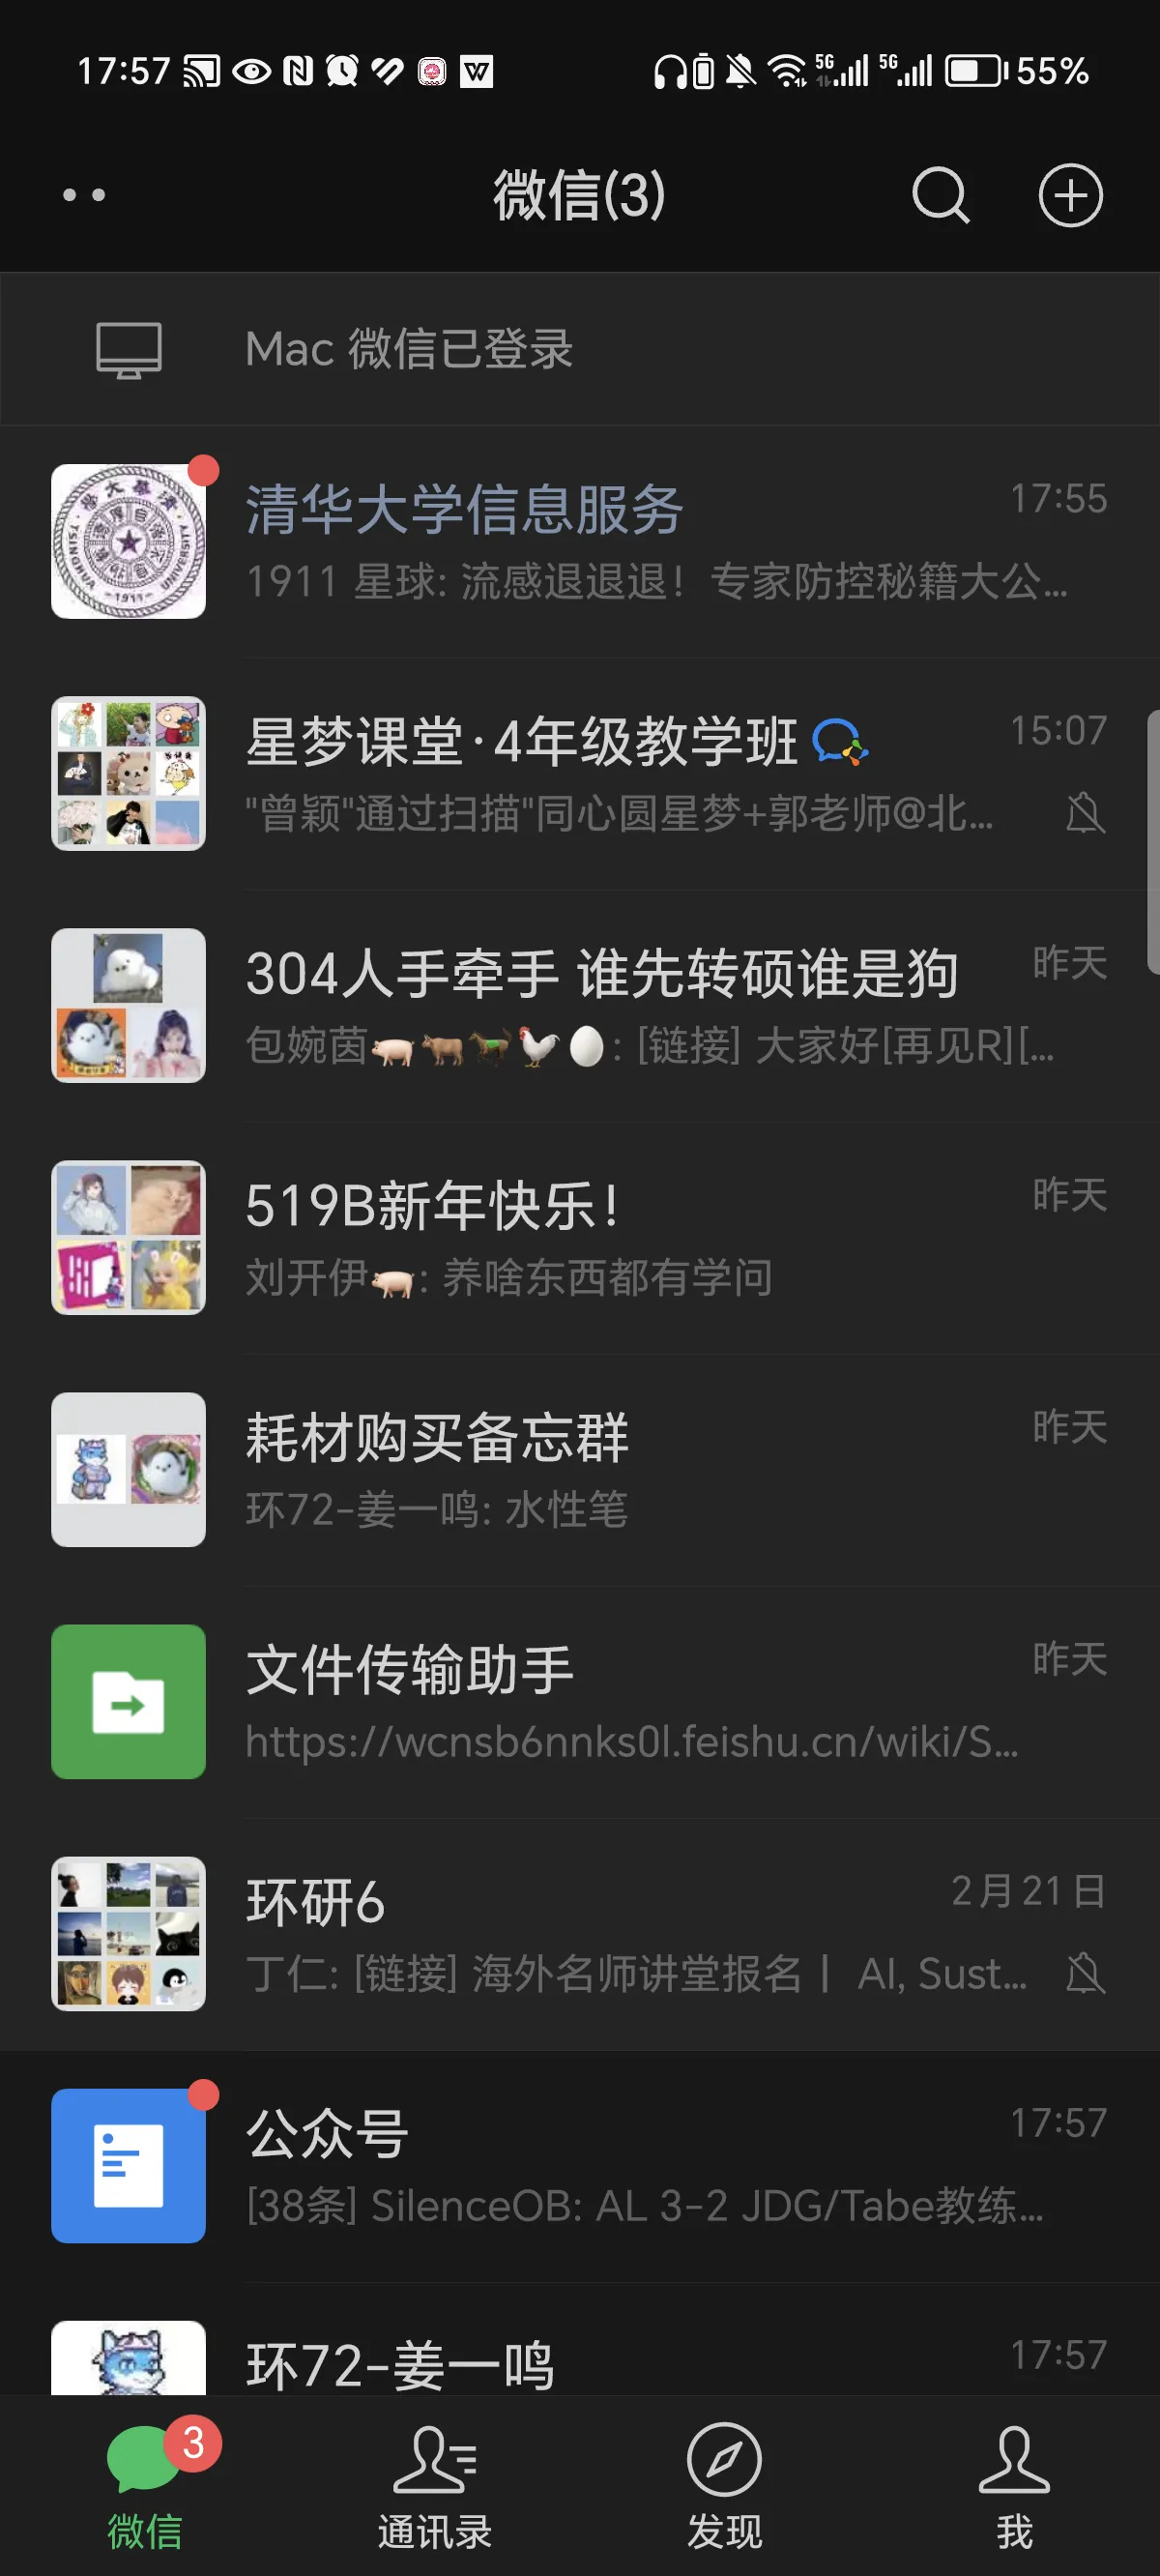 17:57
5G 5G 55%
微信(3)
Mac 微信已登录
清华大学信息服务 17:55
1911 星球: 流感退退退！专家防控秘籍大公...
TSINGHUA UNIVERSITY
-1911-
星梦课堂·4年级教学班 15:07
"曾颖"通过扫描"同心圆星梦+郭老师@北...
304人手牵手 谁先转硕谁是狗 昨天
包婉茵🐖🐂🐎🐓🥚: [链接] 大家好[再见R][...
519B新年快乐！ 昨天
刘开伊🐖: 养啥东西都有学问
耗材购买备忘群 昨天
环72-姜一鸣: 水性笔
文件传输助手 昨天
https://wcnsb6nnks0l.feishu.cn/wiki/S...
环研6 2月21日
丁仁: [链接] 海外名师讲堂报名丨 AI, Sust...
公众号 17:57
[38条] SilenceOB: AL 3-2 JDG/Tabe教练...
环72-姜一鸣 17:57
3
微信 通讯录 发现 我